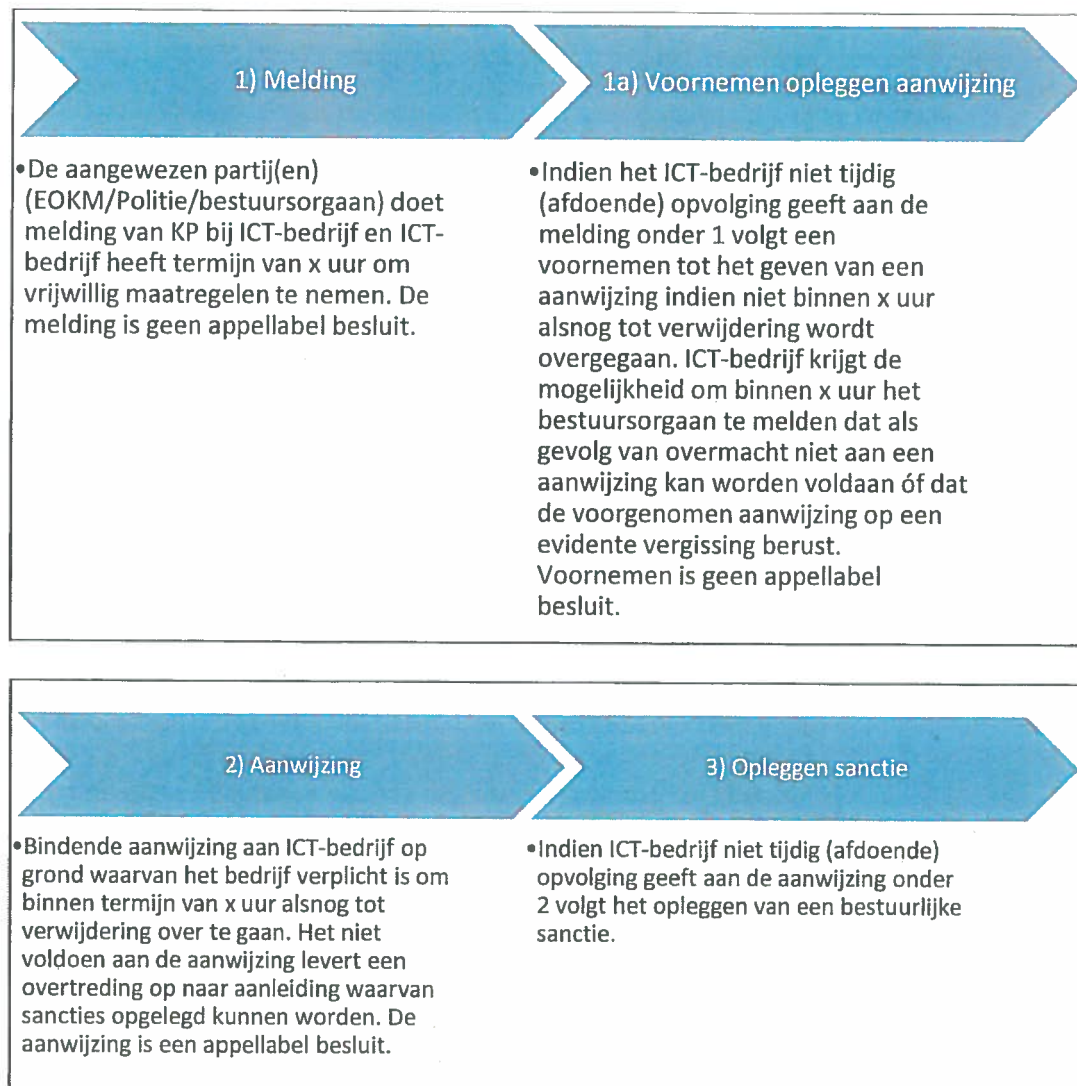 1) Melding
•De aangewezen partij(en)
(EOKM/Politie/bestuursorgaan) doet
melding van KP bij ICT-bedrijf en ICT-
bedrijf heeft termijn van x uur om
vrijwillig maatregelen te nemen. De
melding is geen appellabel besluit.
1a) Voornemen opleggen aanwijzing
•Indien het ICT-bedrijf niet tijdig
(afdoende) opvolging geeft aan de
melding onder 1 volgt een
voornemen tot het geven van een
aanwijzing indien niet binnen x uur
alsnog tot verwijdering wordt
overgegaan. ICT-bedrijf krijgt de
mogelijkheid om binnen x uur het
bestuursorgaan te melden dat als
gevolg van overmacht niet aan een
aanwijzing kan worden voldaan óf dat
de voorgenomen aanwijzing op een
evidente vergissing berust.
Voornemen is geen appellabel
besluit.
2) Aanwijzing
•Bindende aanwijzing aan ICT-bedrijf op
grond waarvan het bedrijf verplicht is om
binnen termijn van x uur alsnog tot
verwijdering over te gaan. Het niet
voldoen aan de aanwijzing levert een
overtreding op naar aanleiding waarvan
sancties opgelegd kunnen worden. De
aanwijzing is een appellabel besluit.
3) Opleggen sanctie
•Indien ICT-bedrijf niet tijdig (afdoende)
opvolging geeft aan de aanwijzing onder
2 volgt het opleggen van een bestuurlijke
sanctie.